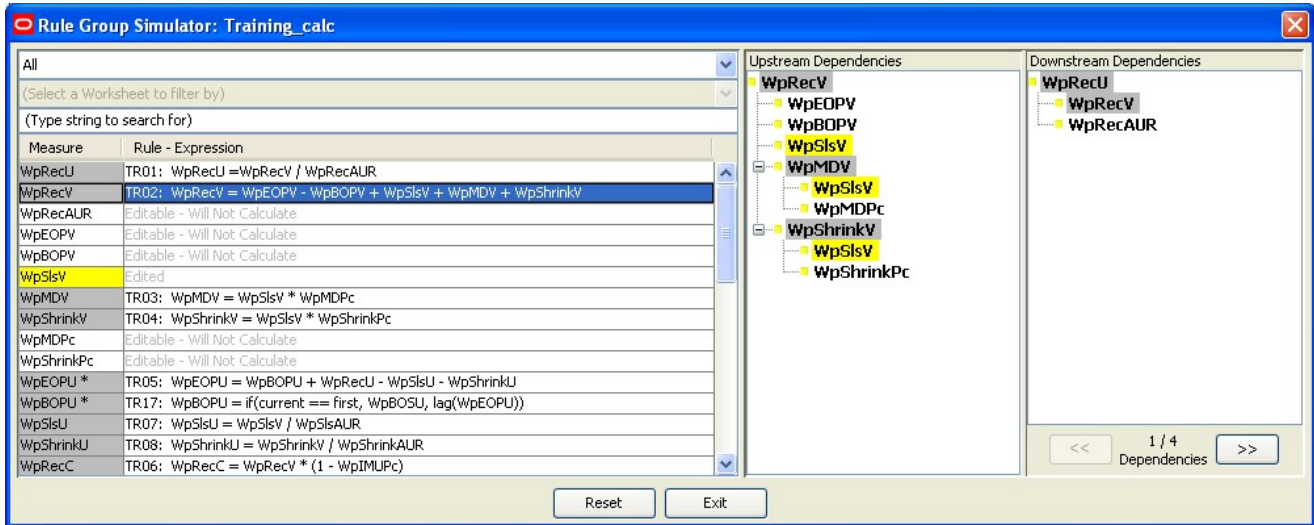 Rule Group Simulator: Training_calc
All
(Select a Worksheet to filter by)
(Type string to search for)
Measure Rule - Expression
WpRecU TR01: WpRecU =WpRecV / WpRecAUR
WpRecV TR02: WpRecV = WpEOPV - WpBOPV + WpSlsV + WpMDV + WpShrinkV
WpRecAUR Editable - Will Not Calculate
WpEOPV Editable - Will Not Calculate
WpBOPV Editable - Will Not Calculate
WpSlsV Edited
WpMDV TR03: WpMDV = WpSlsV * WpMDPc
WpShrinkV TR04: WpShrinkV = WpSlsV * WpShrinkPc
WpMDPc Editable - Will Not Calculate
WpShrinkPc Editable - Will Not Calculate
WpEOPU * TR05: WpEOPU = WpBOPU + WpRecU - WpSlsU - WpShrinkU
WpBOPU * TR17: WpBOPU = if(current == first, WpBOSU, lag(WpEOPU))
WpSlsU TR07: WpSlsU = WpSlsV / WpSlsAUR
WpShrinkU TR08: WpShrinkU = WpShrinkV / WpShrinkAUR
WpRecC TR06: WpRecC = WpRecV * (1 - WpIMUPc)
Upstream Dependencies
WpRecV
WpEOPV
WpBOPV
WpSlsV
WpMDV
WpSlsV
WpMDPc
WpShrinkV
WpSlsV
WpShrinkPc
Downstream Dependencies
WpRecU
WpRecV
WpRecAUR
<< 1 / 4 >>
Dependencies
Reset Exit